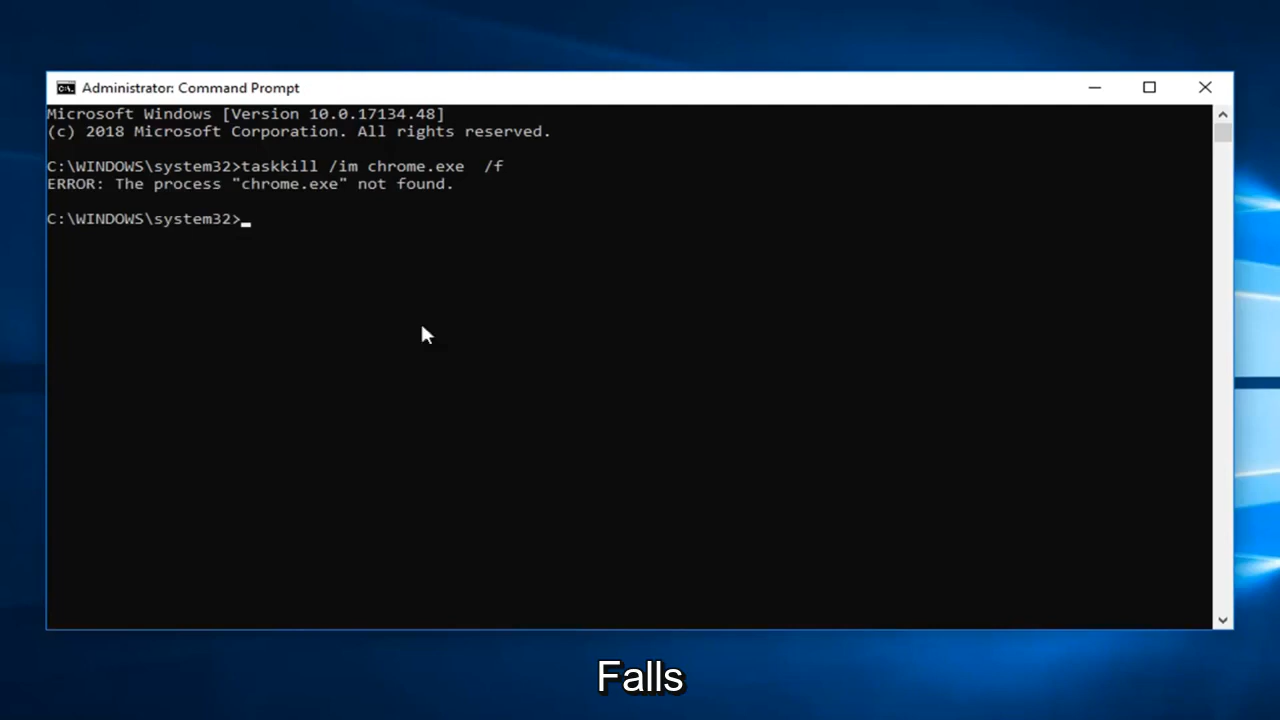 Administrator: Command Prompt
Microsoft Windows [Version 10.0.17134.48]
(c) 2018 Microsoft Corporation. All rights reserved.
C:\WINDOWS\system32>taskkill /im chrome.exe  /f
ERROR: The process "chrome.exe" not found.
C:\WINDOWS\system32>
Falls